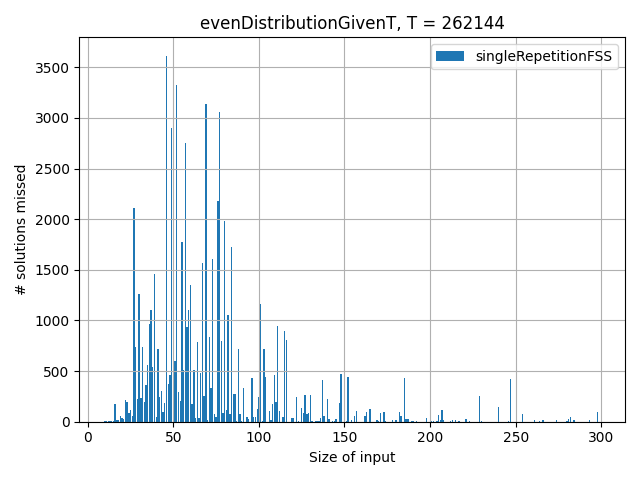 evenDistributionGivenT, T = 262144
singleRepetitionFSS
# solutions missed
3500
3000
2500
2000
1500
1000
500
0
0 50 100 150 200 250 300
Size of input